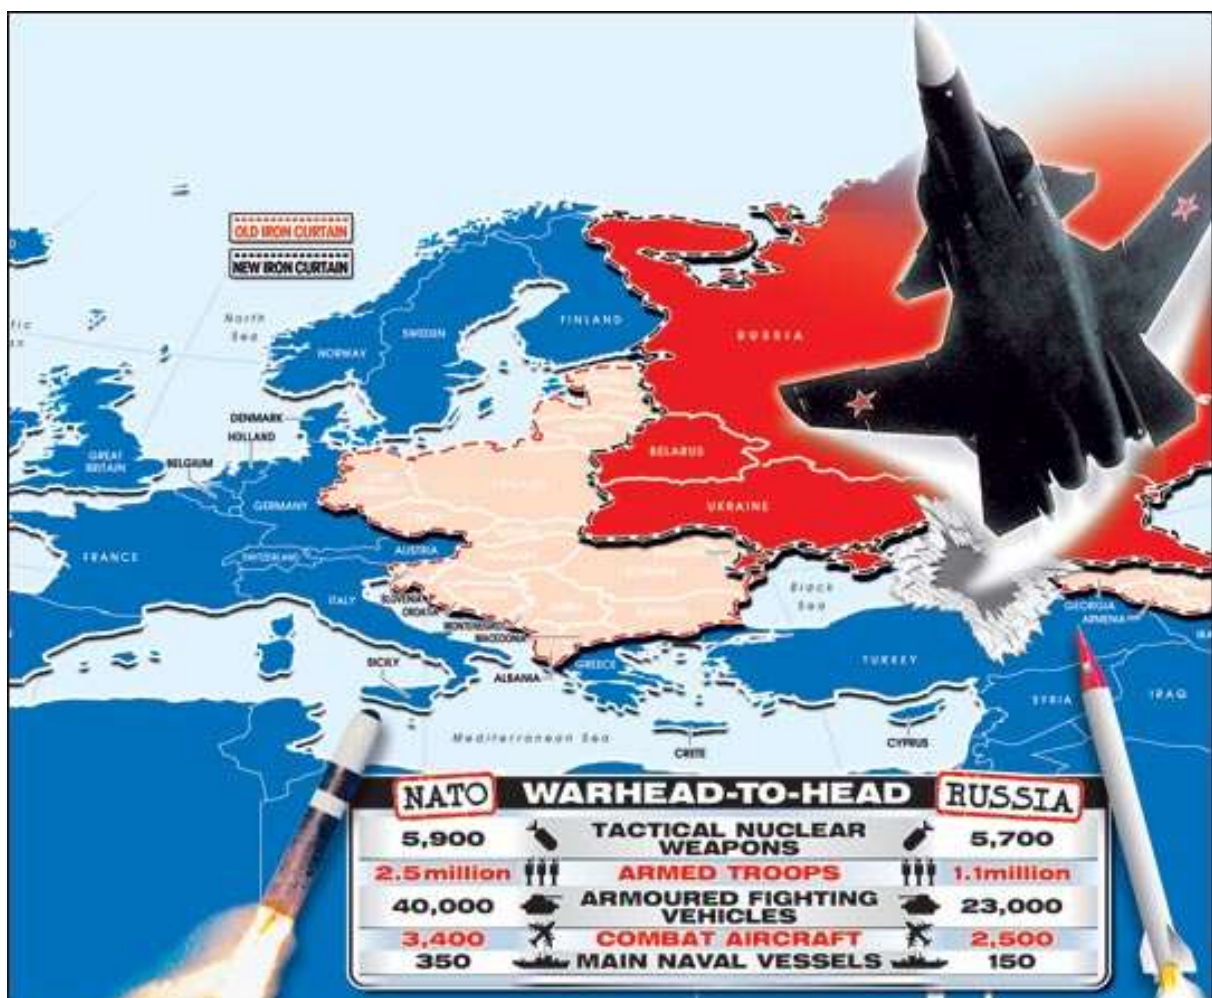 OLD IRON CURTAIN
NEW IRON CURTAIN
North
Sea
NORWAY
SWEDEN
FINLAND
RUSSIA
DENMARK
HOLLAND
BELGIUM
GREAT
BRITAIN
GERMANY
BELARUS
UKRAINE
FRANCE
SWITZERLAND
AUSTRIA
ITALY
SLOVENIA
CROATIA
MONTENEGRO
MACEDONIA
Black
Sea
GEORGIA
ARMENIA
SICILY
ALBANIA
GREECE
TURKEY
SYRIA
IRAQ
Mediterranean Sea
CRETE
CYPRUS
NATO WARHEAD-TO-HEAD RUSSIA
5,900 TACTICAL NUCLEAR WEAPONS 5,700
2.5million ARMED TROOPS 1.1million
40,000 ARMOURED FIGHTING VEHICLES 23,000
3,400 COMBAT AIRCRAFT 2,500
350 MAIN NAVAL VESSELS 150